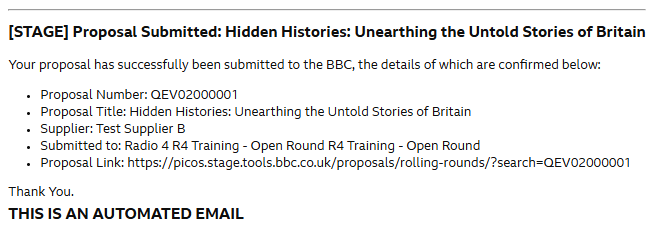 [STAGE] Proposal Submitted: Hidden Histories: Unearthing the Untold Stories of Britain
Your proposal has successfully been submitted to the BBC, the details of which are confirmed below:
• Proposal Number: QEV02000001
• Proposal Title: Hidden Histories: Unearthing the Untold Stories of Britain
• Supplier: Test Supplier B
• Submitted to: Radio 4 R4 Training - Open Round R4 Training - Open Round
• Proposal Link: https://picos.stage.tools.bbc.co.uk/proposals/rolling-rounds/?search=QEV02000001
Thank You.
THIS IS AN AUTOMATED EMAIL